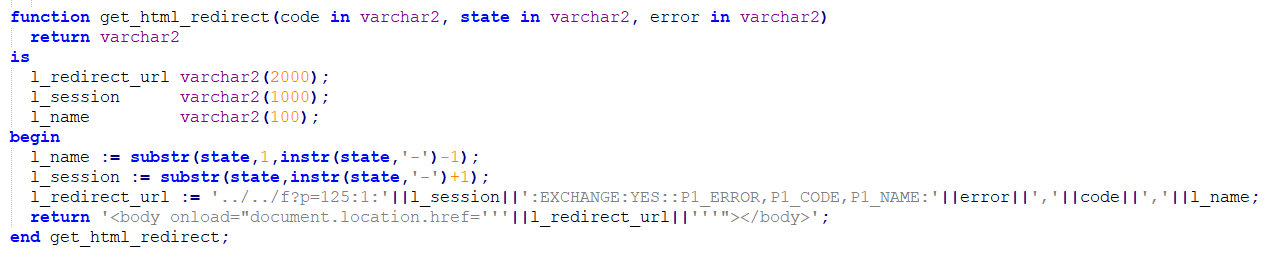 function get_html_redirect(code in varchar2, state in varchar2, error in varchar2)
  return varchar2
is
  l_redirect_url varchar2(2000);
  l_session      varchar2(1000);
  l_name         varchar2(100);
begin
  l_name := substr(state,1,instr(state,'-')-1);
  l_session := substr(state,instr(state,'-')+1);
  l_redirect_url := '../../f?p=125:1:'||l_session||':EXCHANGE:YES::P1_ERROR,P1_CODE,P1_NAME:'||error||','||code||','||l_name;
  return '<body onload="document.location.href='''||l_redirect_url||'''"></body>';
end get_html_redirect;